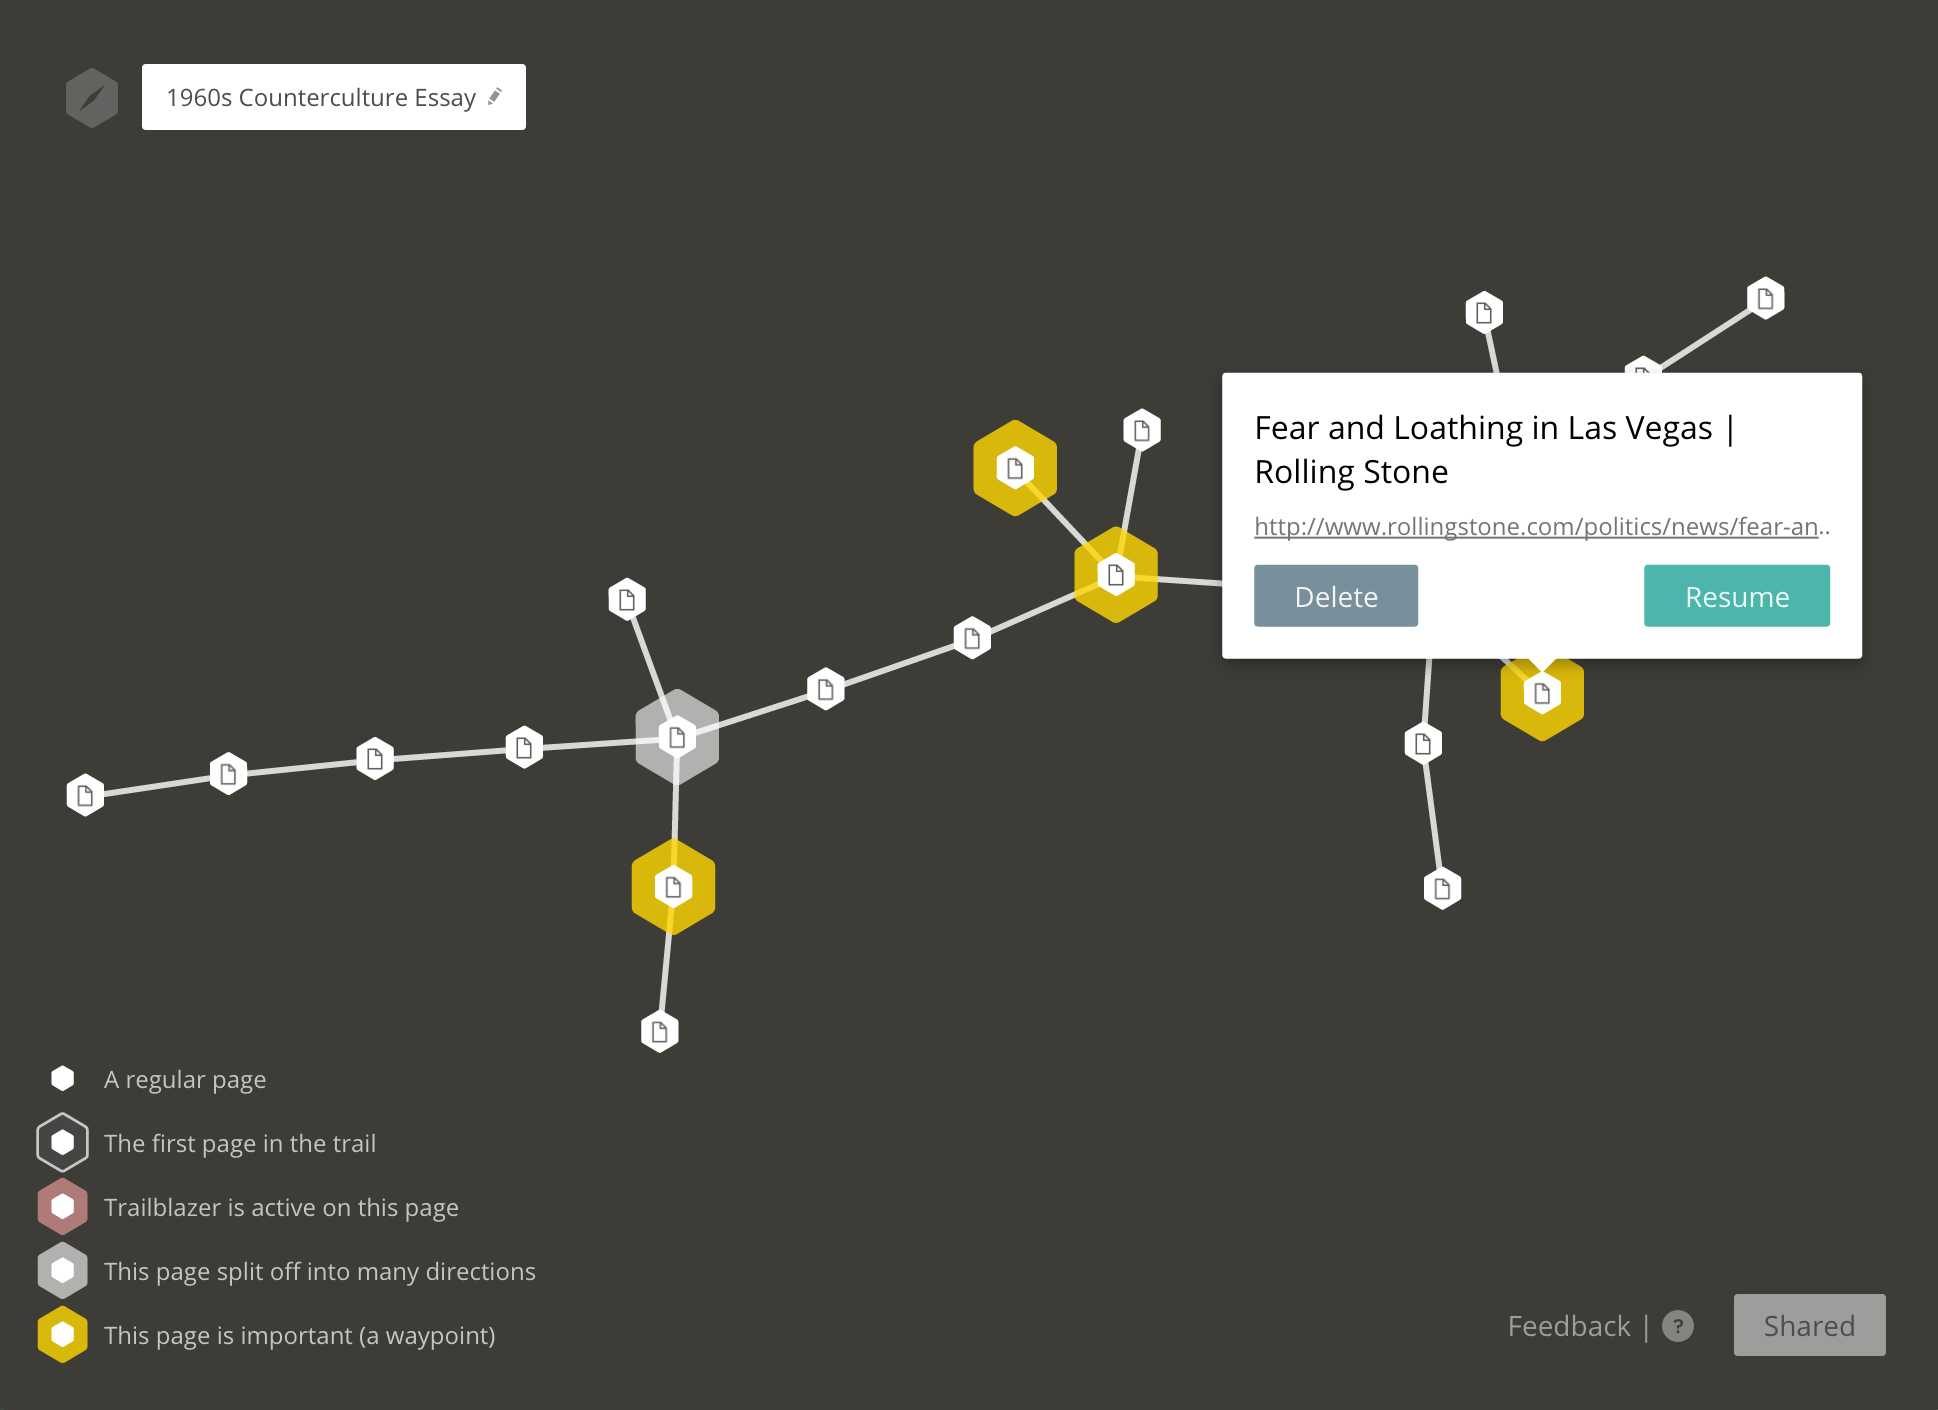 1960s Counterculture Essay
Fear and Loathing in Las Vegas |
Rolling Stone
http://www.rollingstone.com/politics/news/fear-an..
Delete
Resume
A regular page
The first page in the trail
Trailblazer is active on this page
This page split off into many directions
This page is important (a waypoint)
Feedback | ?
Shared